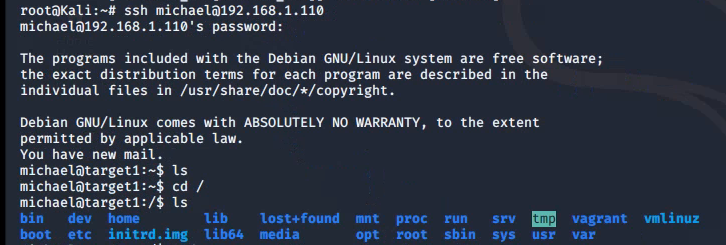 root@Kali:~# ssh michael@192.168.1.110
michael@192.168.1.110's password:
The programs included with the Debian GNU/Linux system are free software;
the exact distribution terms for each program are described in the
individual files in /usr/share/doc/*/copyright.
Debian GNU/Linux comes with ABSOLUTELY NO WARRANTY, to the extent
permitted by applicable law.
You have new mail.
michael@target1:~$ ls
michael@target1:~$ cd /
michael@target1:/$ ls
bin dev home lib lost+found mnt proc run srv tmp vagrant vmlinuz
boot etc initrd.img lib64 media opt root sbin sys usr var